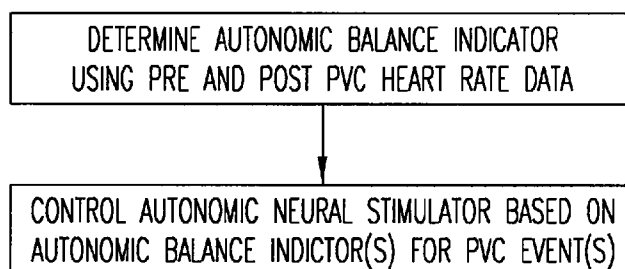 DETERMINE AUTONOMIC BALANCE INDICATOR
USING PRE AND POST PVC HEART RATE DATA
CONTROL AUTONOMIC NEURAL STIMULATOR BASED ON
AUTONOMIC BALANCE INDICTOR(S) FOR PVC EVENT(S)